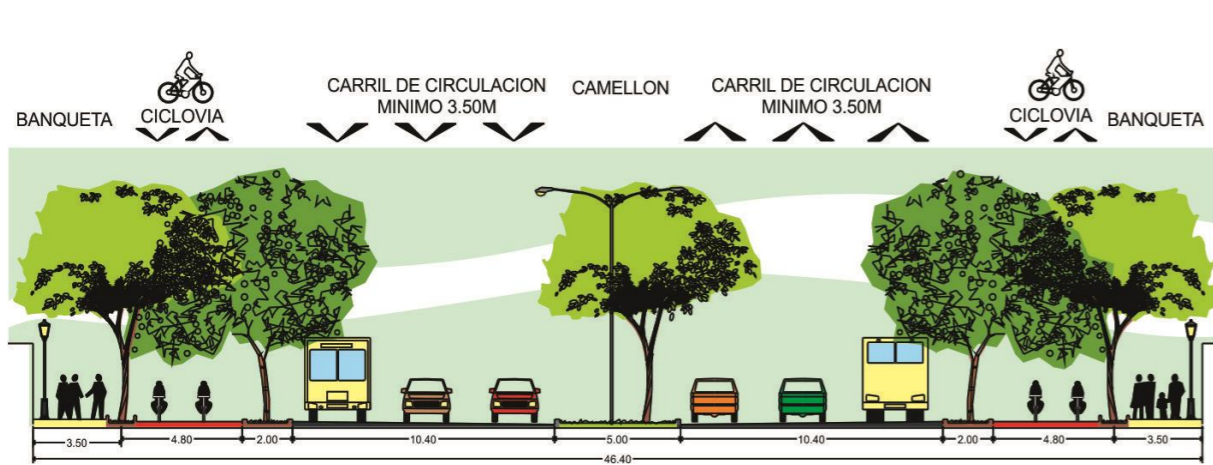 BANQUETA
CICLOVIA
CARRIL DE CIRCULACION
MINIMO 3.50M
CAMELLON
CARRIL DE CIRCULACION
MINIMO 3.50M
CICLOVIA
BANQUETA
3.50
4.80
2.00
10.40
5.00
10.40
2.00
4.80
3.50
46.40